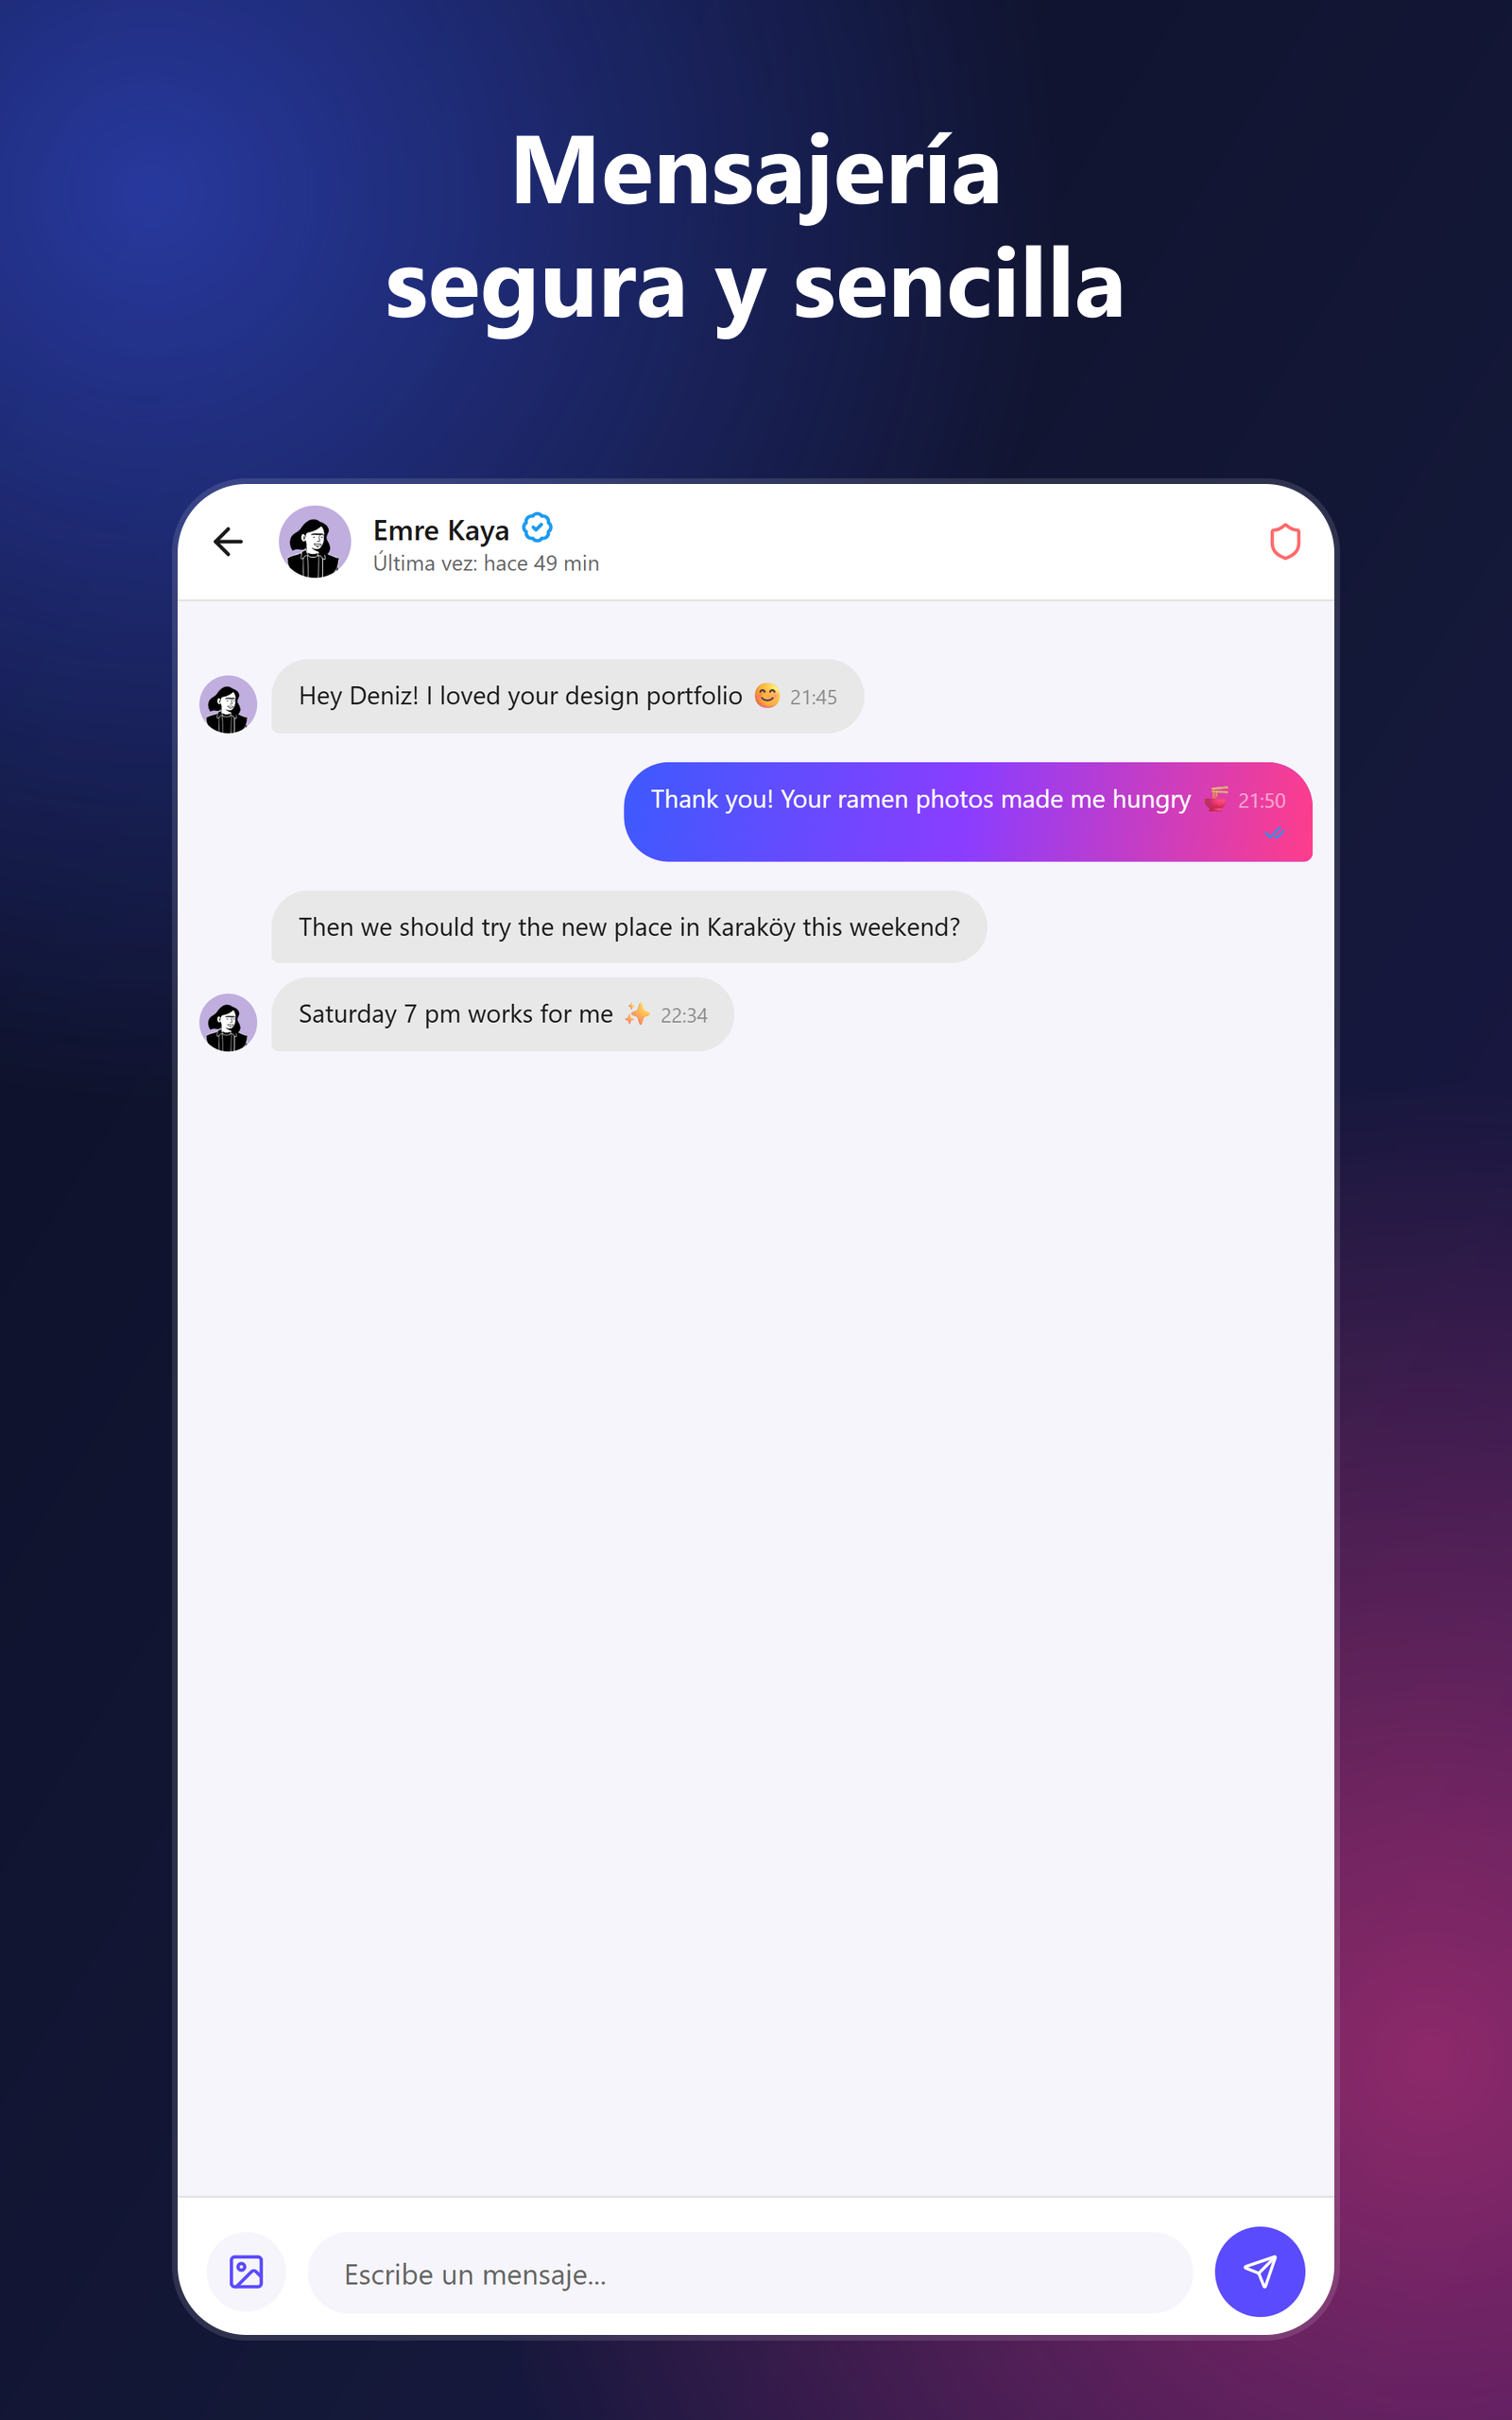 Mensajería
segura y sencilla
Emre Kaya
Última vez: hace 49 min
Hey Deniz! I loved your design portfolio 😊 21:45
Thank you! Your ramen photos made me hungry 🍜 21:50
Then we should try the new place in Karaköy this weekend?
Saturday 7 pm works for me ✨ 22:34
Escribe un mensaje...